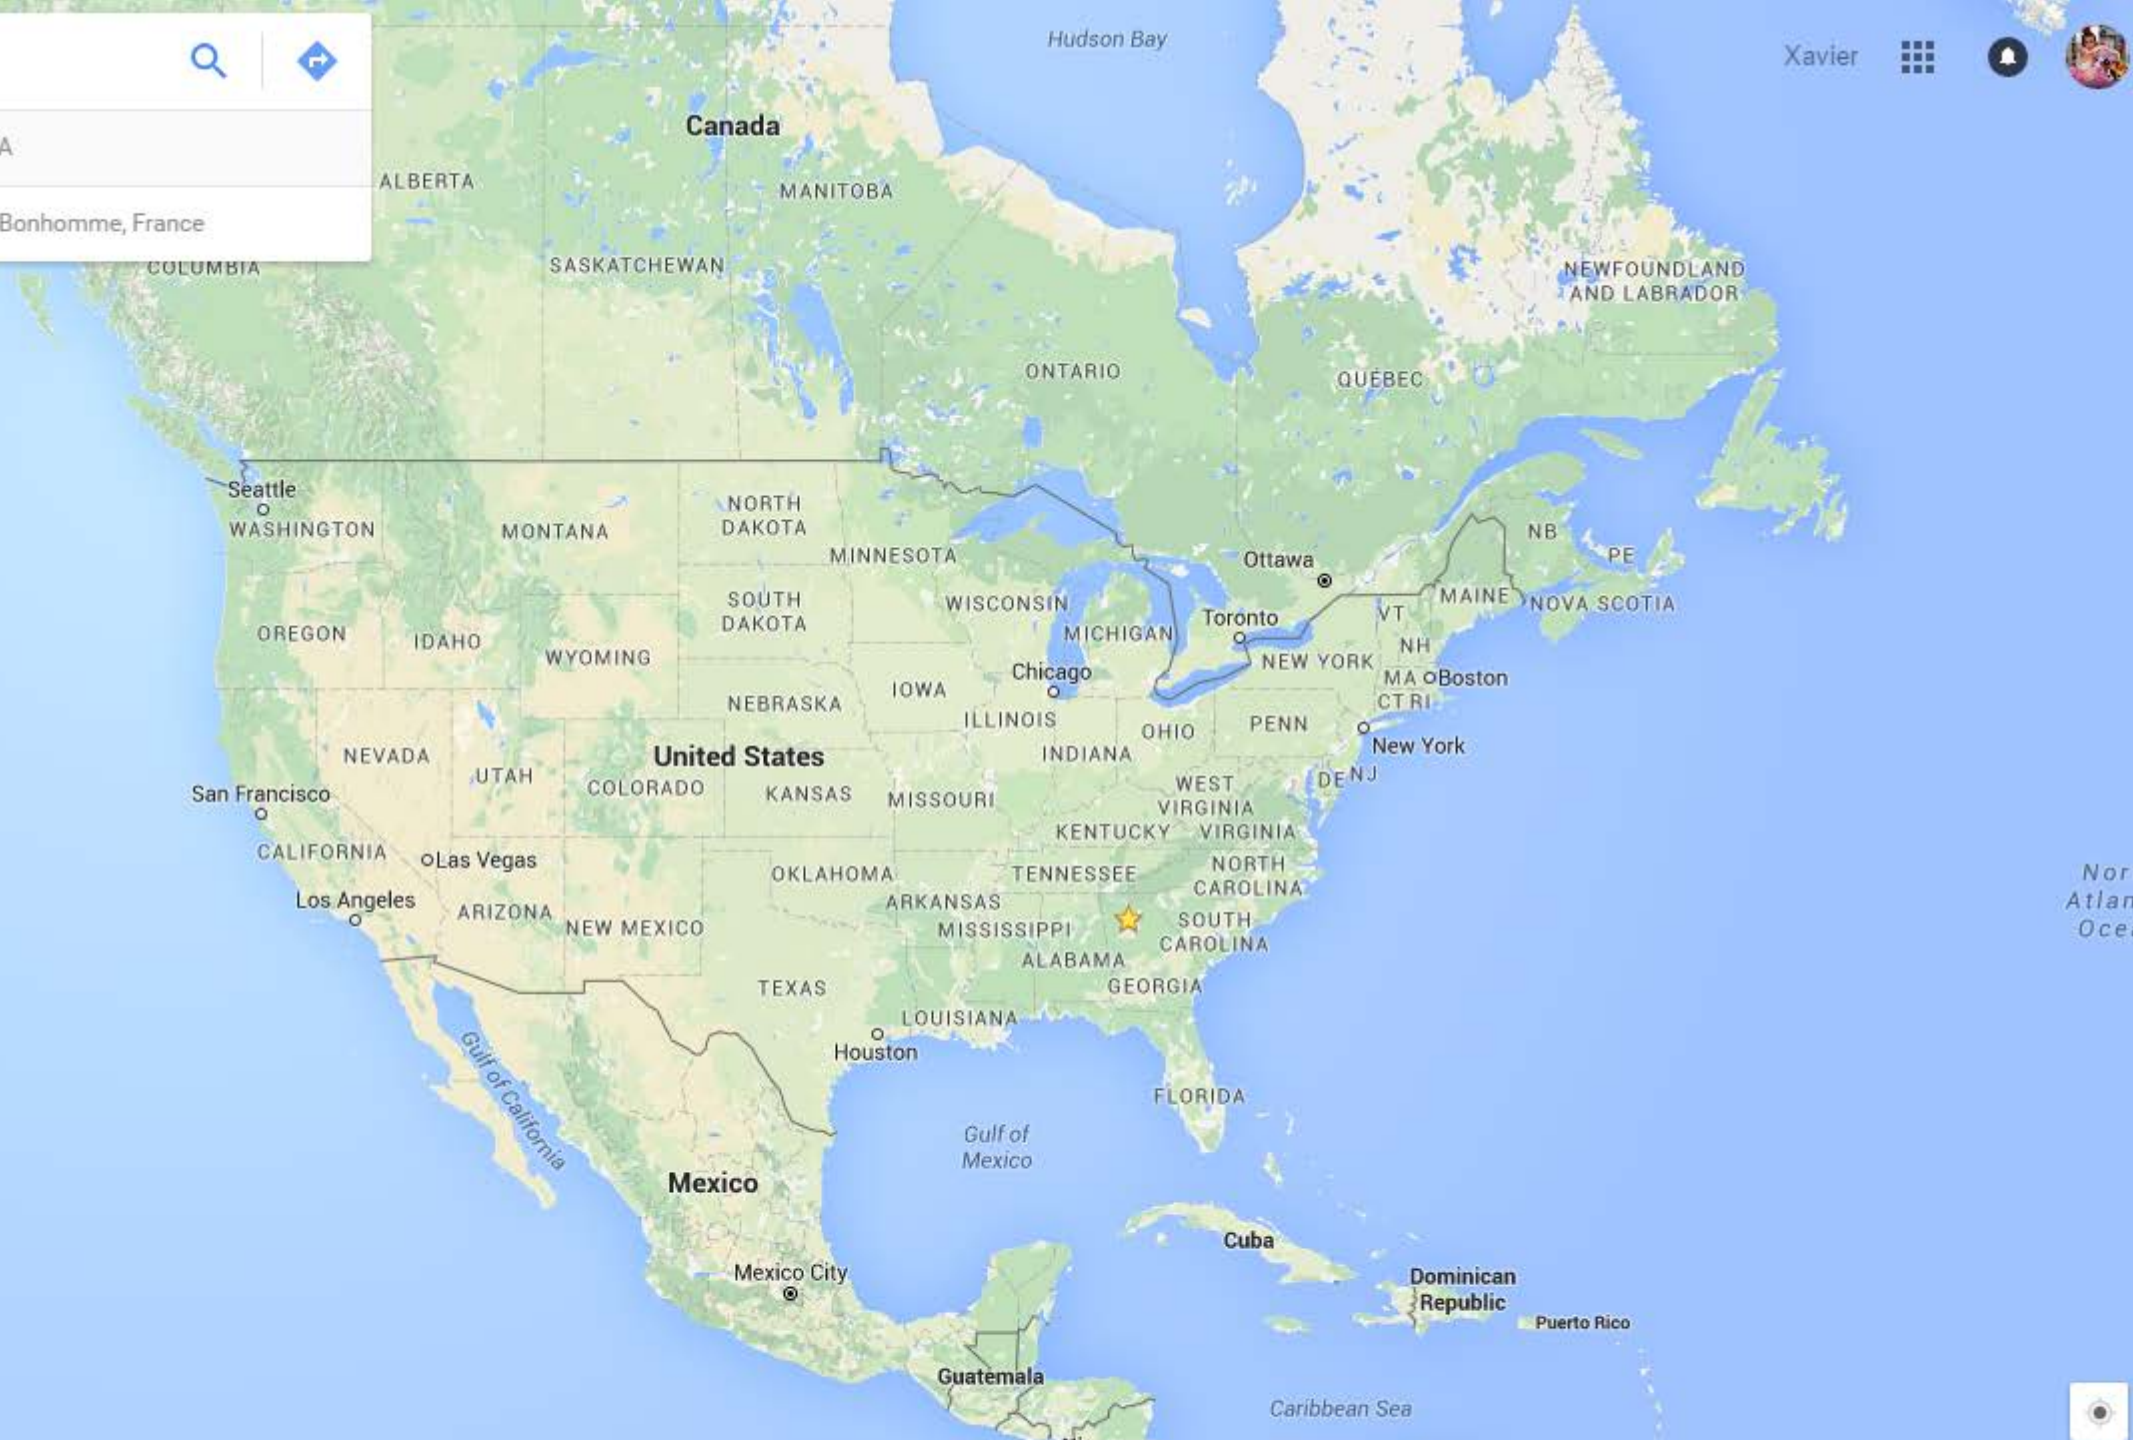 Hudson Bay
Xavier
Canada
A
ALBERTA
MANITOBA
Bonhomme, France
COLUMBIA
SASKATCHEWAN
NEWFOUNDLAND
AND LABRADOR
ONTARIO
QUÉBEC
Seattle
WASHINGTON
MONTANA
NORTH
DAKOTA
MINNESOTA
Ottawa
NB
PE
SOUTH
DAKOTA
WISCONSIN
MAINE
NOVA SCOTIA
OREGON
IDAHO
WYOMING
MICHIGAN
Toronto
VT
NH
NEW YORK
Chicago
MA
Boston
CT RI
NEBRASKA
IOWA
ILLINOIS
OHIO
PENN
New York
NEVADA
UTAH
United States
COLORADO
KANSAS
MISSOURI
INDIANA
WEST
VIRGINIA
DE
NJ
San Francisco
KENTUCKY
VIRGINIA
CALIFORNIA
Las Vegas
OKLAHOMA
TENNESSEE
NORTH
CAROLINA
Los Angeles
ARIZONA
NEW MEXICO
ARKANSAS
MISSISSIPPI
SOUTH
CAROLINA
Nor
Atlan
Oce
ALABAMA
TEXAS
GEORGIA
LOUISIANA
Houston
Gulf of California
FLORIDA
Gulf of
Mexico
Mexico
Cuba
Mexico City
Dominican
Republic
Puerto Rico
Guatemala
Caribbean Sea